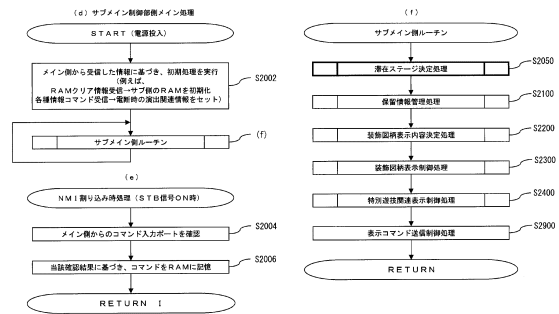 (d) サブメイン制御部側メイン処理
START (電源投入)
メイン側から受信した情報に基づき、初期処理を実行
(例えば、
RAMクリア情報受信→サブ側のRAMを初期化
各種情報コマンド受信→電断時の演出関連情報をセット)
S2002
サブメイン側ルーチン
(f)
(e)
NMI割り込み時処理 (STB信号ON時)
メイン側からのコマンド入力ポートを確認
S2004
当該確認結果に基づき、コマンドをRAMに記憶
S2006
RETURN I
(f)
サブメイン側ルーチン
滞在ステージ決定処理
S2050
保留情報管理処理
S2100
装飾図柄表示内容決定処理
S2200
装飾図柄表示制御処理
S2300
特別遊技関連表示制御処理
S2400
表示コマンド送信制御処理
S2900
RETURN